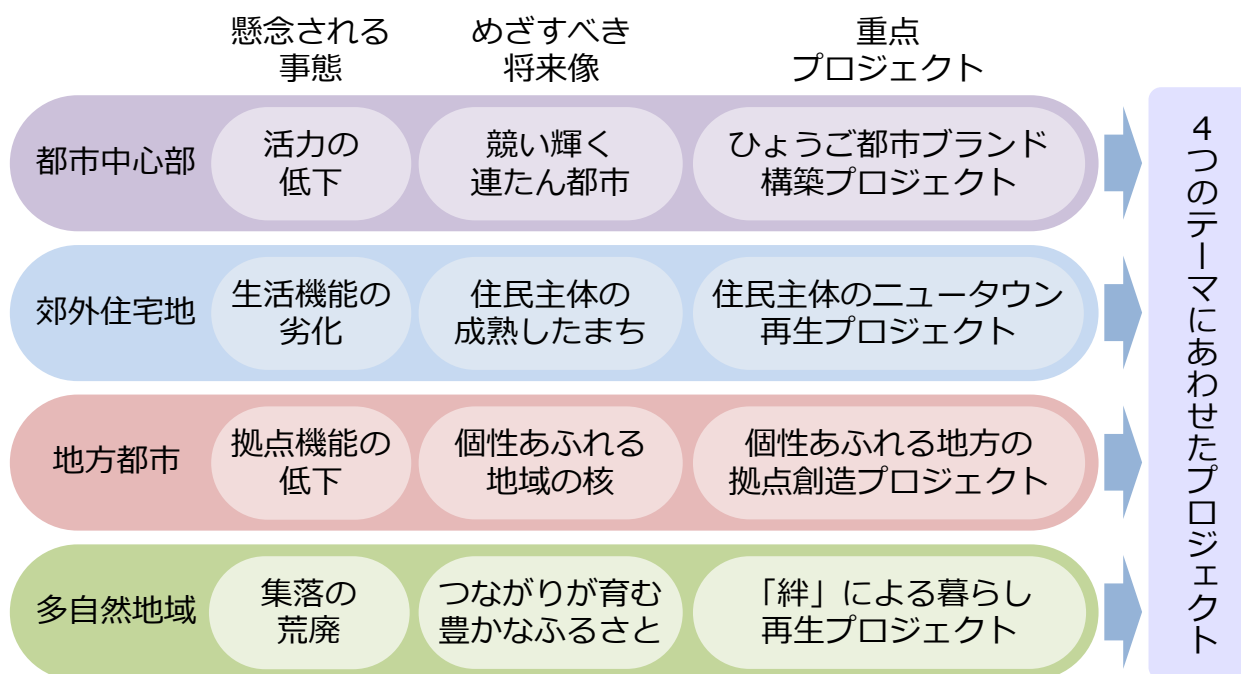 懸念される
事態
めざすべき
将来像
重点
プロジェクト
都市中心部
活力の
低下
競い輝く
連たん都市
ひょうご都市ブランド
構築プロジェクト
郊外住宅地
生活機能の
劣化
住民主体の
成熟したまち
住民主体のニュータウン
再生プロジェクト
地方都市
拠点機能の
低下
個性あふれる
地域の核
個性あふれる地方の
拠点創造プロジェクト
多自然地域
集落の
荒廃
つながりが育む
豊かなふるさと
「絆」による暮らし
再生プロジェクト
4つのテーマにあわせたプロジェクト